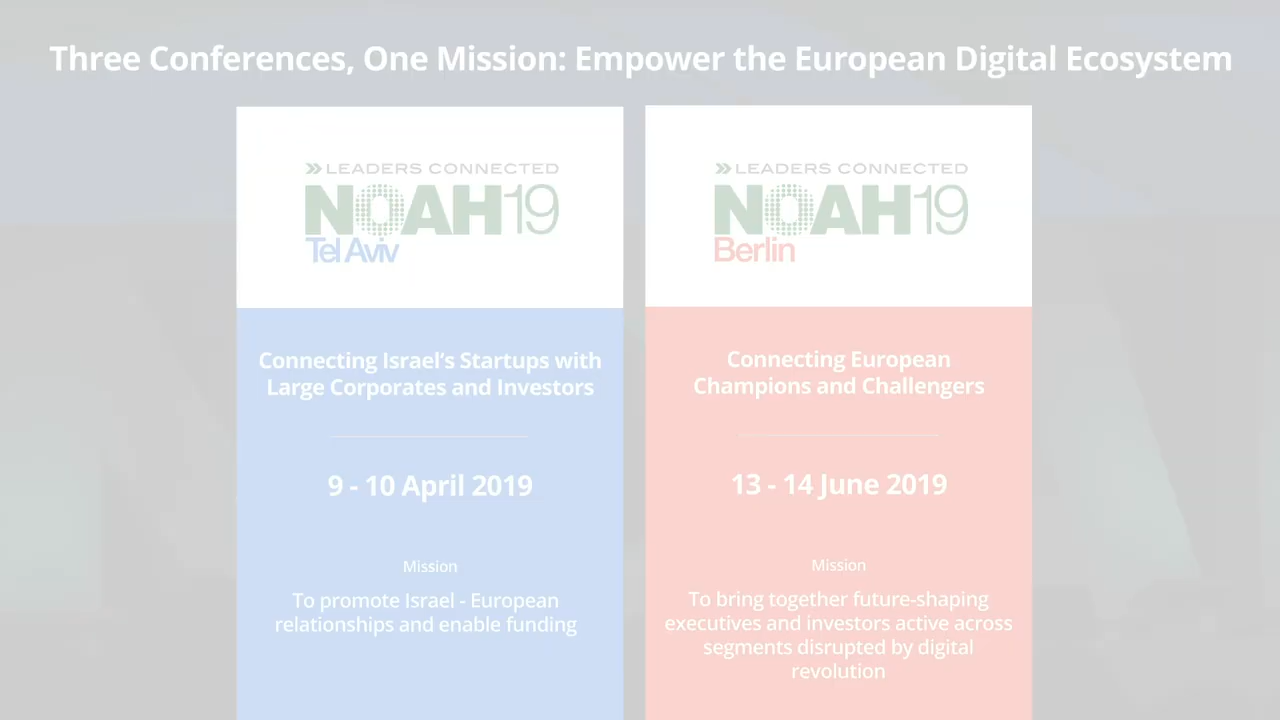 Three Conferences, One Mission: Empower the European Digital Ecosystem
LEADERS CONNECTED
NOAH19
Tel Aviv
Connecting Israel's Startups with
Large Corporates and Investors
9 - 10 April 2019
Mission
To promote Israel - European
relationships and enable funding
LEADERS CONNECTED
NOAH19
Berlin
Connecting European
Champions and Challengers
13 - 14 June 2019
Mission
To bring together future-shaping
executives and investors active across
segments disrupted by digital
revolution